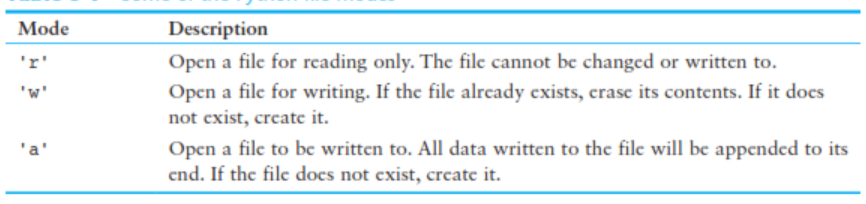 Mode Description
'r' Open a file for reading only. The file cannot be changed or written to.
'w' Open a file for writing. If the file already exists, erase its contents. If it does
not exist, create it.
'a' Open a file to be written to. All data written to the file will be appended to its
end. If the file does not exist, create it.